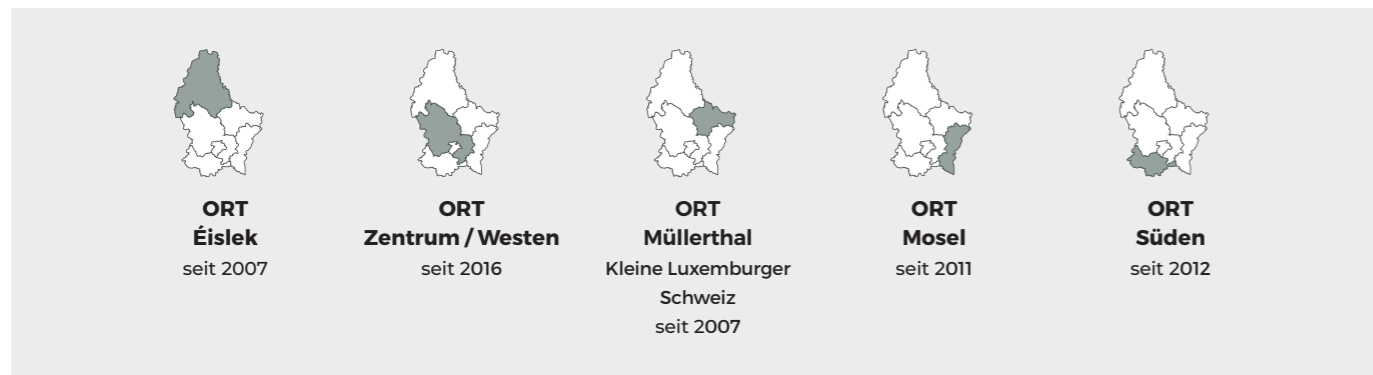 ORT
Éislek
seit 2007
ORT
Zentrum / Westen
seit 2016
ORT
Müllerthal
Kleine Luxemburger
Schweiz
seit 2007
ORT
Mosel
seit 2011
ORT
Süden
seit 2012